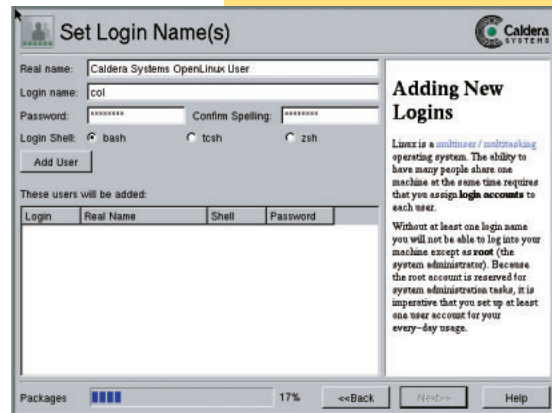 Set Login Name(s)
Caldera
SYSTEMS
Real name: Caldera Systems OpenLinux User
Login name: col
Password: ******** Confirm Spelling: ********
Login Shell: bash tcsh zsh
Add User
These users will be added:
Login Real Name Shell Password
Adding New
Logins
Linux is a multiuser / multitasking
operating system. The ability to
have many people share one
machine at the same time requires
that you assign login accounts to
each user.
Without at least one login name
you will not be able to log into your
machine except as root (the
system administrator). Because
the root account is reserved for
system administration tasks, it is
imperative that you set up at least
one user account for your
every-day usage.
Packages 17% <<Back Next>> Help